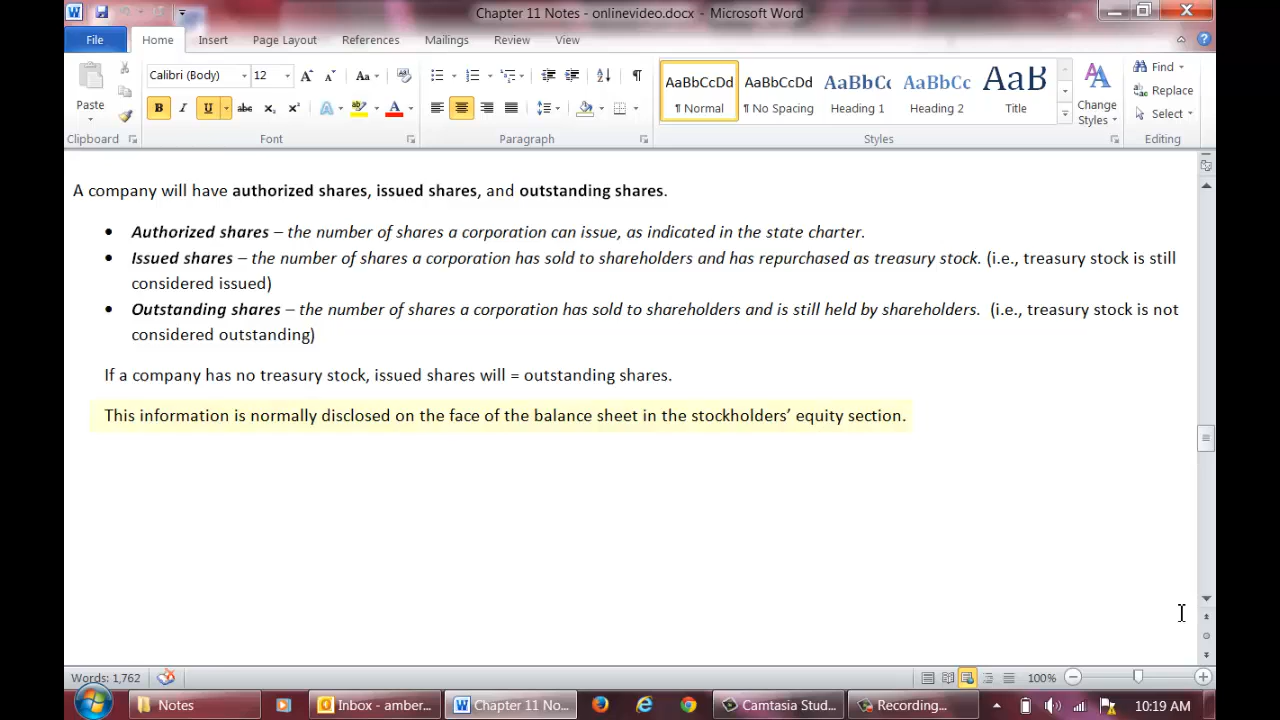 Chapter 11 Notes - onlinevideo.docx - Microsoft Word
File Home Insert Page Layout References Mailings Review View
Calibri (Body) 12
Paste
Clipboard Font Paragraph Styles Editing
AaBbCcDd AaBbCcDd AaBbCc AaBbCc AaB
¶ Normal ¶ No Spacing Heading 1 Heading 2 Title
Change Styles
Find
Replace
Select
A company will have authorized shares, issued shares, and outstanding shares.
• Authorized shares – the number of shares a corporation can issue, as indicated in the state charter.
• Issued shares – the number of shares a corporation has sold to shareholders and has repurchased as treasury stock. (i.e., treasury stock is still
considered issued)
• Outstanding shares – the number of shares a corporation has sold to shareholders and is still held by shareholders. (i.e., treasury stock is not
considered outstanding)
If a company has no treasury stock, issued shares will = outstanding shares.
This information is normally disclosed on the face of the balance sheet in the stockholders’ equity section.
Words: 1,762
100%
Notes Inbox - amber... Chapter 11 No... Camtasia Stud... Recording...
10:19 AM